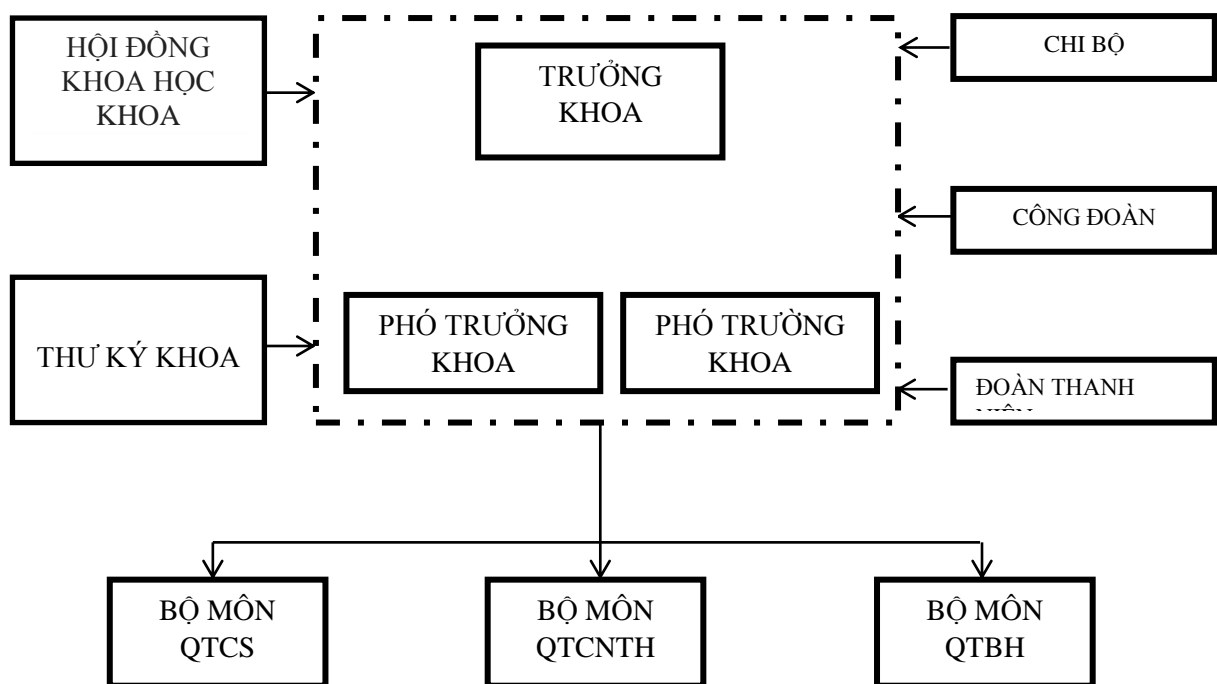 HỘI ĐỒNG
KHOA HỌC
KHOA
TRƯỞNG
KHOA
CHI BỘ
CÔNG ĐOÀN
THƯ KÝ KHOA
PHÓ TRƯỞNG
KHOA
PHÓ TRƯỜNG
KHOA
ĐOÀN THANH
BỘ MÔN
QTCS
BỘ MÔN
QTCNTH
BỘ MÔN
QTBH